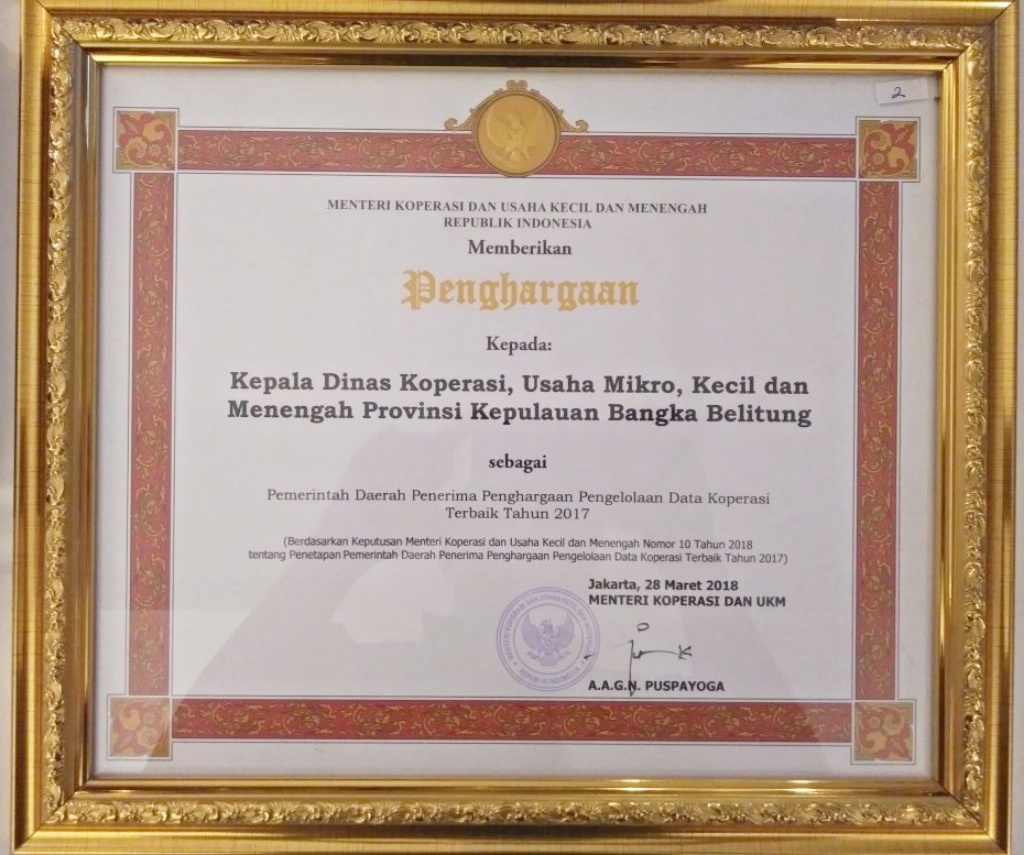 2
MENTERI KOPERASI DAN USAHA KECIL DAN MENENGAH
REPUBLIK INDONESIA
Memberikan
Penghargaan
Kepada:
Kepala Dinas Koperasi, Usaha Mikro, Kecil dan
Menengah Provinsi Kepulauan Bangka Belitung
sebagai
Pemerintah Daerah Penerima Penghargaan Pengelolaan Data Koperasi
Terbaik Tahun 2017
(Berdasarkan Keputusan Menteri Koperasi dan Usaha Kecil dan Menengah Nomor 10 Tahun 2018
tentang Penetapan Pemerintah Daerah Penerima Penghargaan Pengelolaan Data Koperasi Terbaik Tahun 2017)
Jakarta, 28 Maret 2018
MENTERI KOPERASI DAN UKM
REPUBLIK INDONESIA
A.A.G.N. PUSPAYOGA